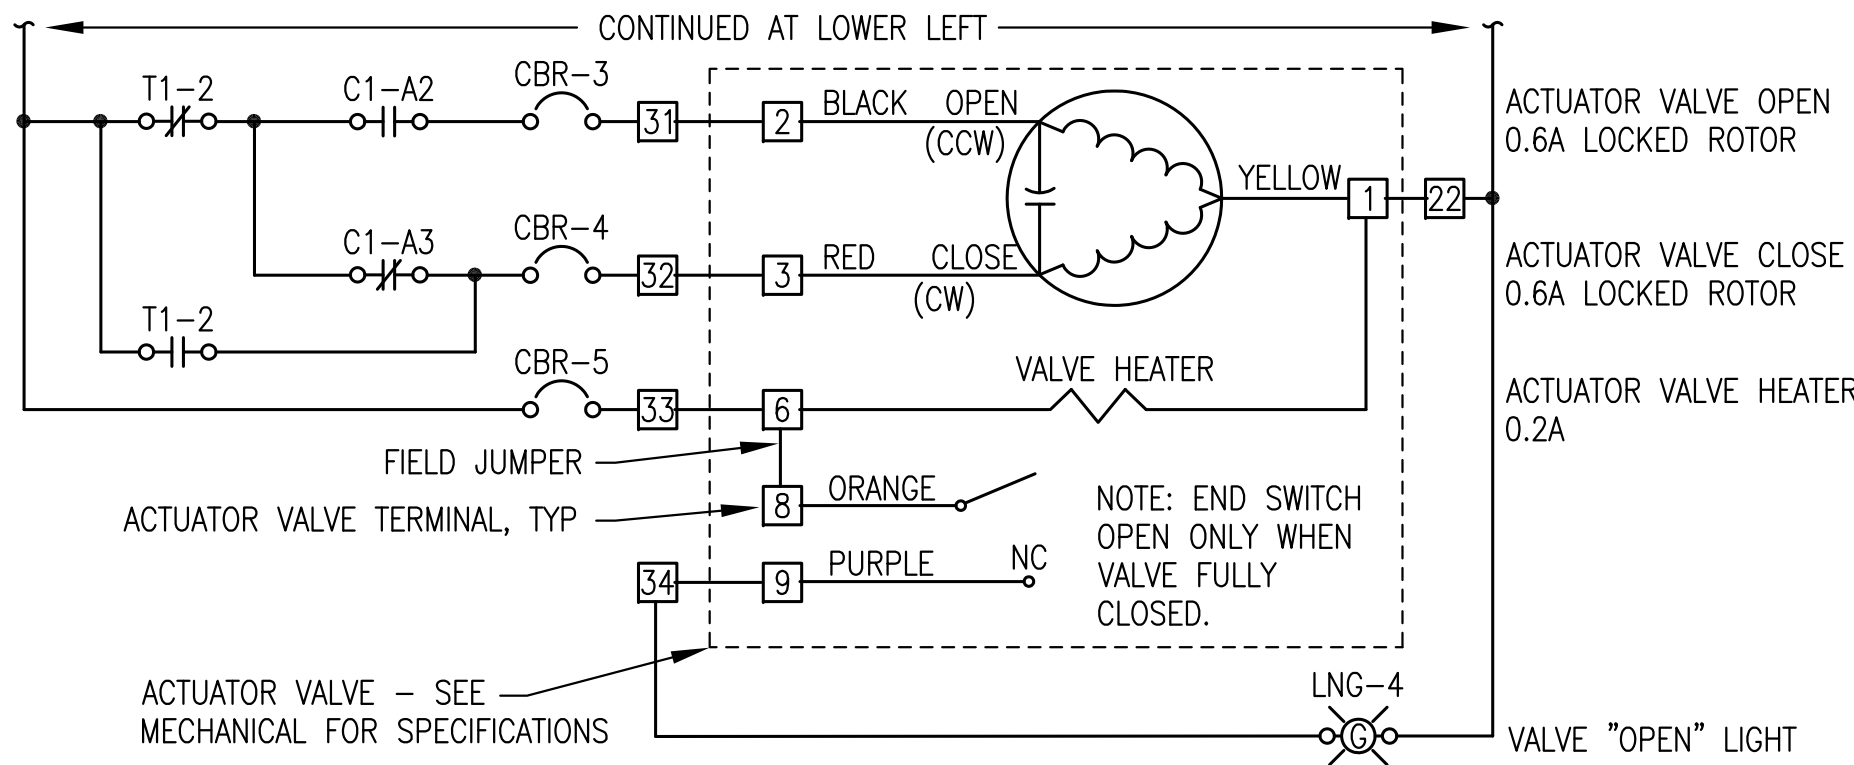 CONTINUED AT LOWER LEFT
T1-2
C1-A2
CBR-3
31
2
BLACK OPEN
(CCW)
YELLOW
1
22
ACTUATOR VALVE OPEN
0.6A LOCKED ROTOR
C1-A3
CBR-4
32
3
RED CLOSE
(CW)
ACTUATOR VALVE CLOSE
0.6A LOCKED ROTOR
T1-2
CBR-5
33
6
VALVE HEATER
ACTUATOR VALVE HEATER
0.2A
FIELD JUMPER
ACTUATOR VALVE TERMINAL, TYP
8
ORANGE
NOTE: END SWITCH
OPEN ONLY WHEN
VALVE FULLY
CLOSED.
34
9
PURPLE
NC
ACTUATOR VALVE - SEE
MECHANICAL FOR SPECIFICATIONS
LNG-4
G
VALVE "OPEN" LIGHT